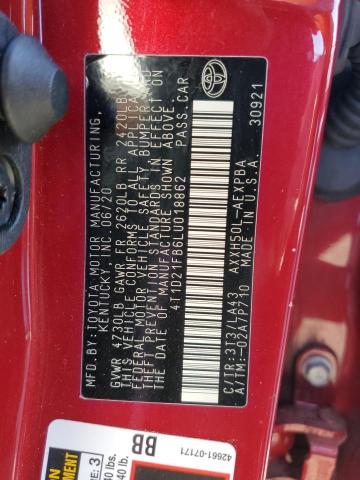 MFD.BY:TOYOTA MOTOR MANUFACTURING,
KENTUCKY, INC. 06/20
GVWR 4730LB GAWR FR 2620LB RR 2420LB
THIS VEHICLE CONFORMS TO ALL APPLICA
FEDERAL MOTOR VEHICLE SAFETY, BUMPER,
THEFT PREVENTION STANDARDS IN EFFECT ON
THE DATE OF MANUFACTURE SHOWN ABOVE.
4T1D21FB6LU018862 PASS.CAR
C/TR:3T3/LA43 AXXH50L-AEXPBA
A/TM:-02A/P710 MADE IN U.S.A. 30921
BB
42661-07171